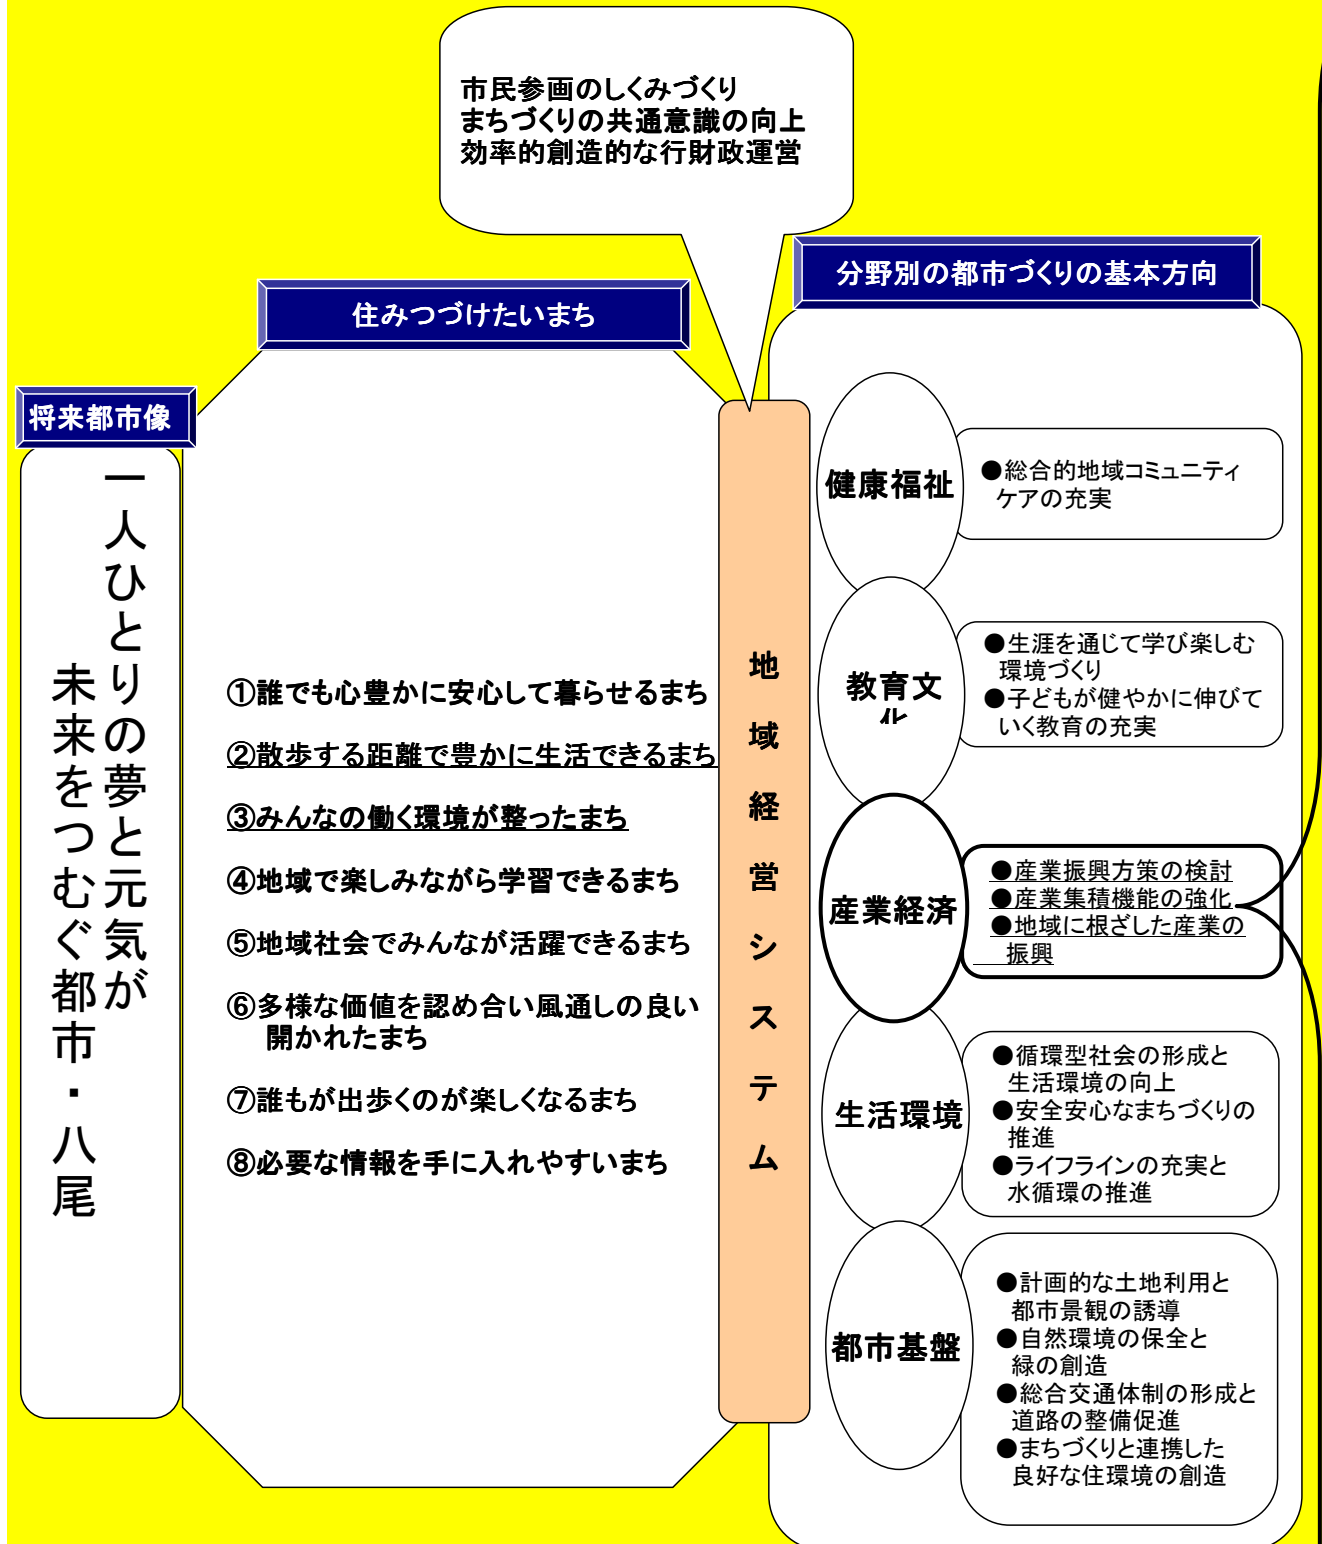 市民参画のしくみづくり
まちづくりの共通意識の向上
効率的創造的な行財政運営
将来都市像
一人ひとりの夢と元気が
未来をつむぐ都市・八尾
住みつづけたいまち
①誰でも心豊かに安心して暮らせるまち
②散歩する距離で豊かに生活できるまち
③みんなの働く環境が整ったまち
④地域で楽しみながら学習できるまち
⑤地域社会でみんなが活躍できるまち
⑥多様な価値を認め合い風通しの良い
開かれたまち
⑦誰もが出歩くのが楽しくなるまち
⑧必要な情報を手に入れやすいまち
地域経営システム
分野別の都市づくりの基本方向
健康福祉
●総合的地域コミュニティ
ケアの充実
教育文
化
●生涯を通じて学び楽しむ
環境づくり
●子どもが健やかに伸びて
いく教育の充実
産業経済
●産業振興方策の検討
●産業集積機能の強化
●地域に根ざした産業の
振興
生活環境
●循環型社会の形成と
生活環境の向上
●安全安心なまちづくりの
推進
●ライフラインの充実と
水循環の推進
都市基盤
●計画的な土地利用と
都市景観の誘導
●自然環境の保全と
緑の創造
●総合交通体制の形成と
道路の整備促進
●まちづくりと連携した
良好な住環境の創造